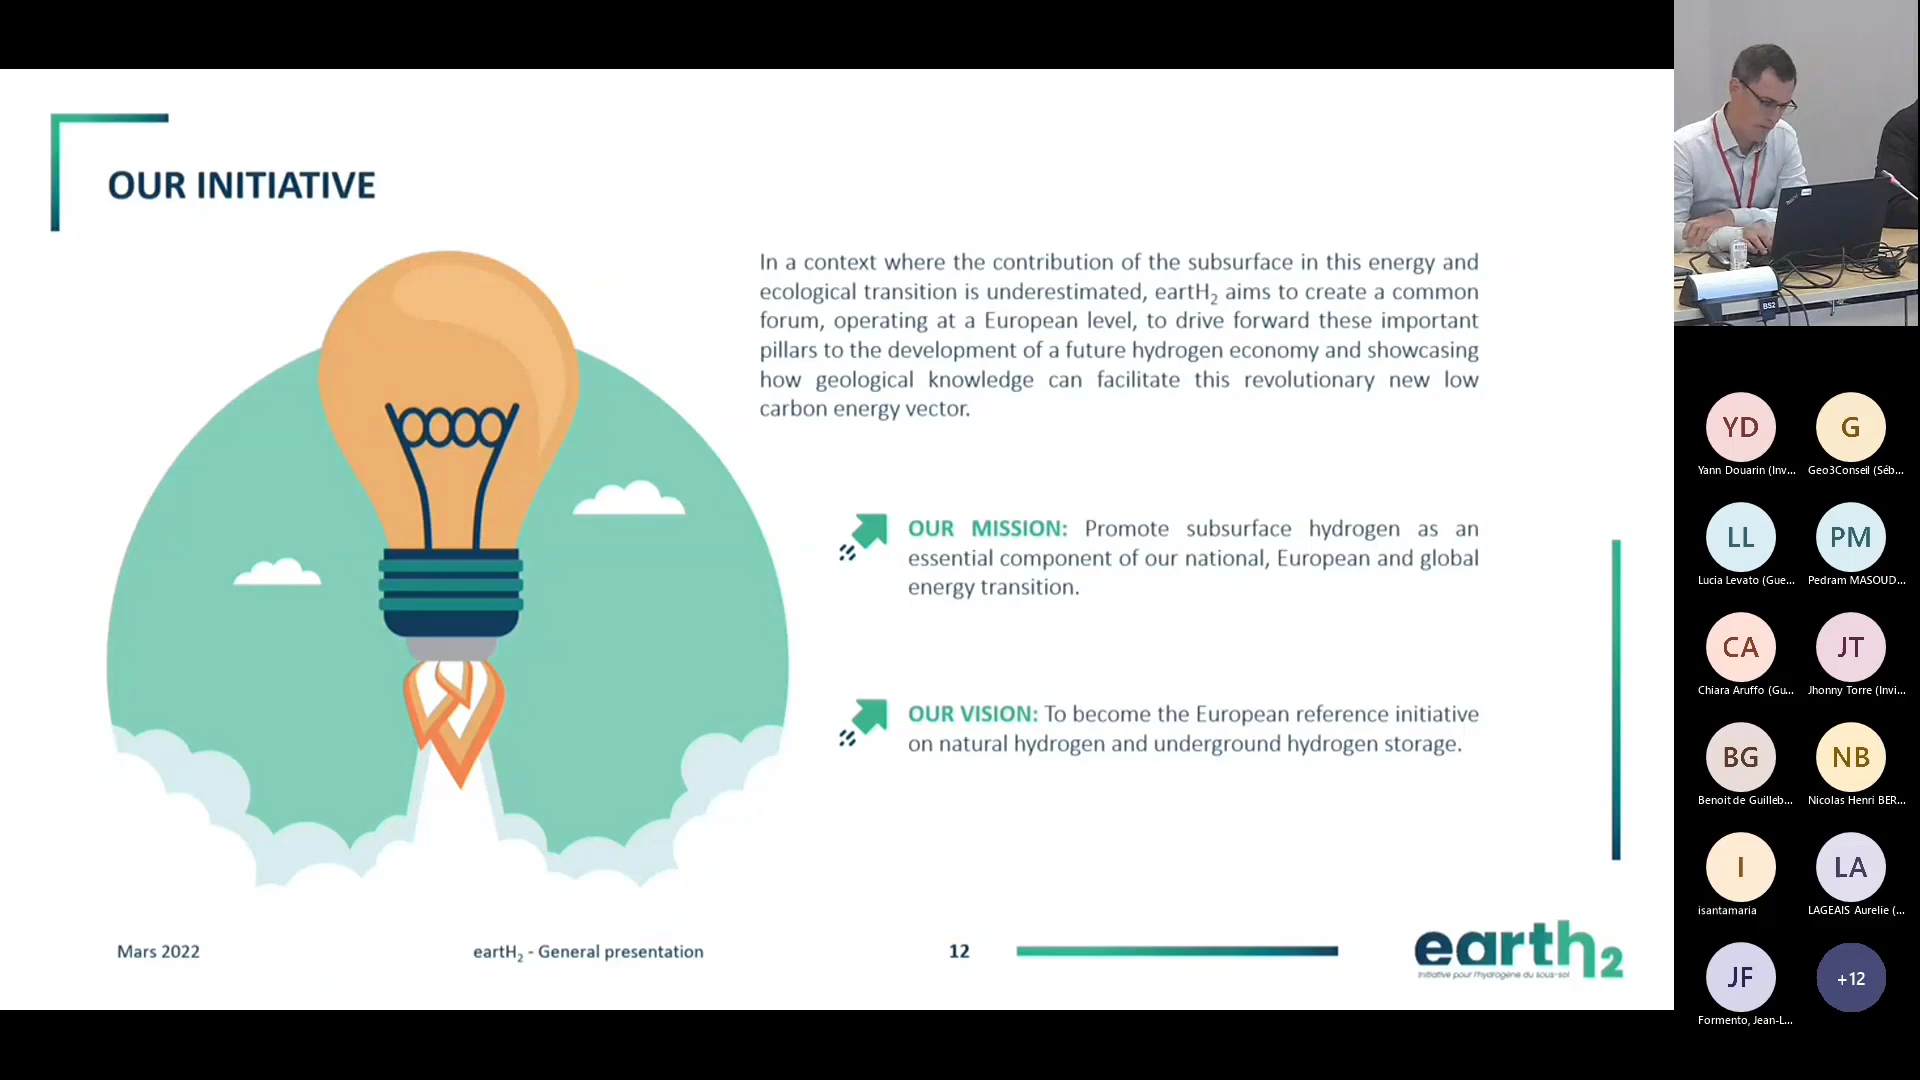 OUR INITIATIVE
In a context where the contribution of the subsurface in this energy and
ecological transition is underestimated, eartH₂ aims to create a common
forum, operating at a European level, to drive forward these important
pillars to the development of a future hydrogen economy and showcasing
how geological knowledge can facilitate this revolutionary new low
carbon energy vector.
OUR MISSION: Promote subsurface hydrogen as an
essential component of our national, European and global
energy transition.
OUR VISION: To become the European reference initiative
on natural hydrogen and underground hydrogen storage.
Mars 2022
eartH₂ - General presentation
12
earth2
Initiative pour l'hydrogène du sous-sol
BS2
YD
G
Yann Douarin (Inv...
Geo3Conseil (Séb...
LL
PM
Lucia Levato (Gue...
Pedram MASOUD...
CA
JT
Chiara Aruffo (Gu...
Jhonny Torre (Invi...
BG
NB
Benoit de Guilleb...
Nicolas Henri BER...
I
LA
isantamaria
LAGEAIS Aurelie (...
JF
+12
Formento, Jean-L...